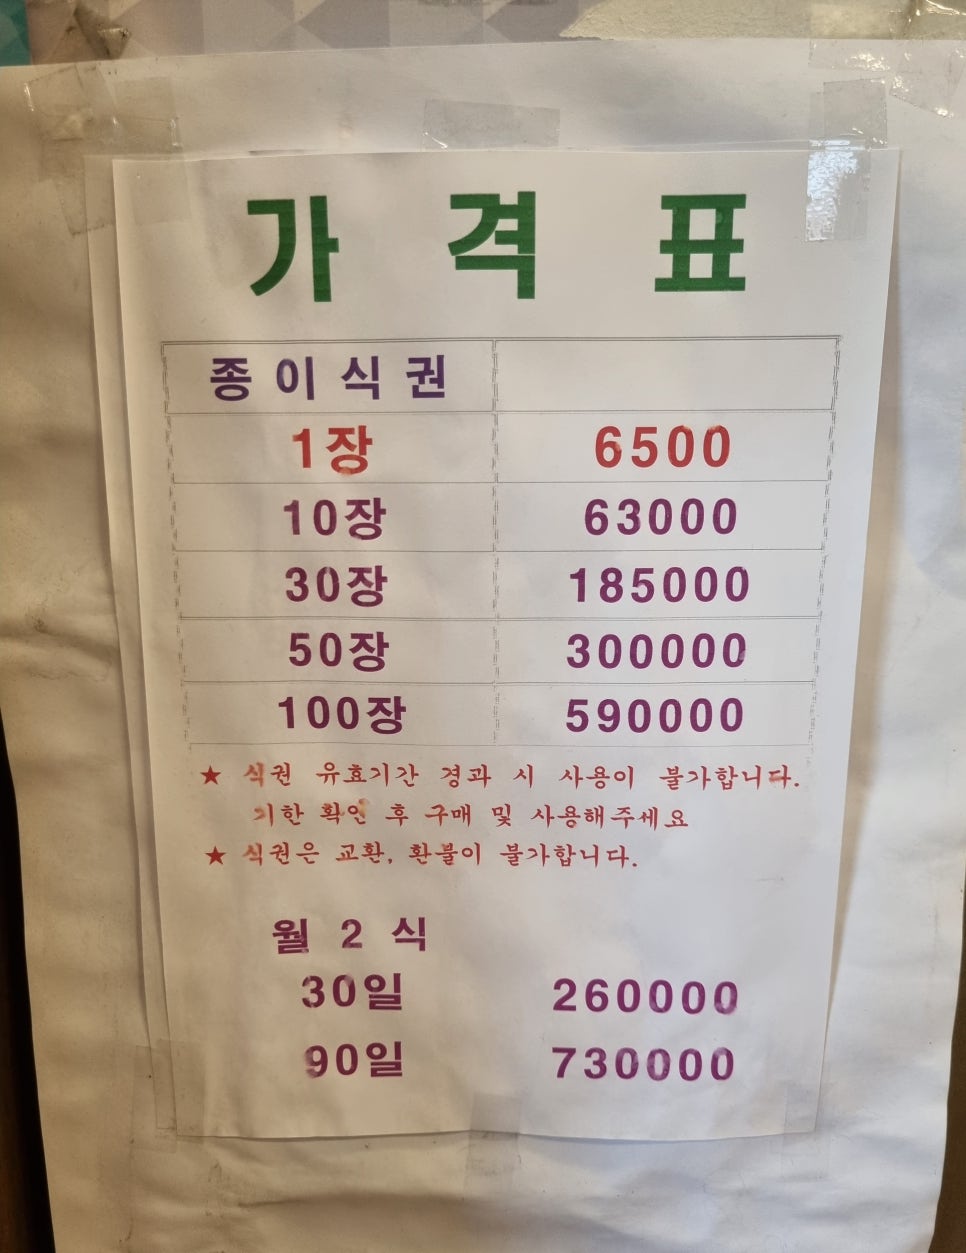 가 격 표
종 이 식 권
1장 6500
10장 63000
30장 185000
50장 300000
100장 590000
★ 식권 유효기간 경과 시 사용이 불가합니다.
기한 확인 후 구매 및 사용해주세요
★ 식권은 교환, 환불이 불가합니다.
월 2 식
30일 260000
90일 730000